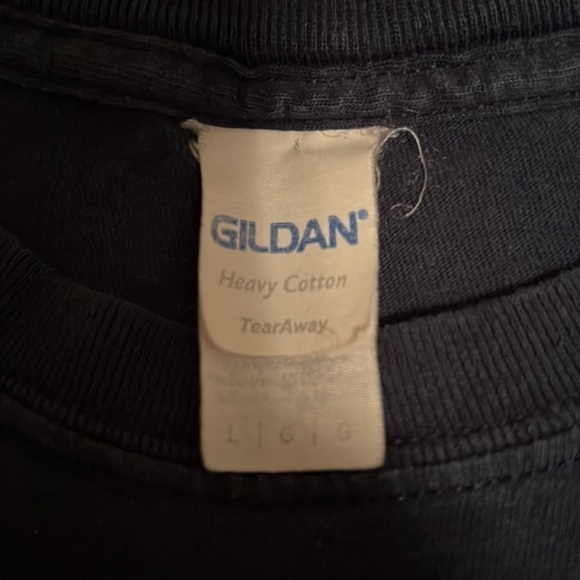 GILDAN®
Heavy Cotton
TearAway
L | G | G